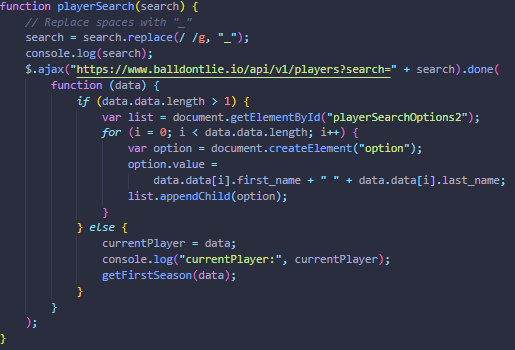 function playerSearch(search) {
    // Replace spaces with "_"
    search = search.replace(/ /g, "_");
    console.log(search);
    $.ajax("https://www.balldontlie.io/api/v1/players?search=" + search).done(
        function (data) {
            if (data.data.length > 1) {
                var list = document.getElementById("playerSearchOptions2");
                for (i = 0; i < data.data.length; i++) {
                    var option = document.createElement("option");
                    option.value =
                        data.data[i].first_name + " " + data.data[i].last_name;
                    list.appendChild(option);
                }
            } else {
                currentPlayer = data;
                console.log("currentPlayer:", currentPlayer);
                getFirstSeason(data);
            }
        }
    );
}